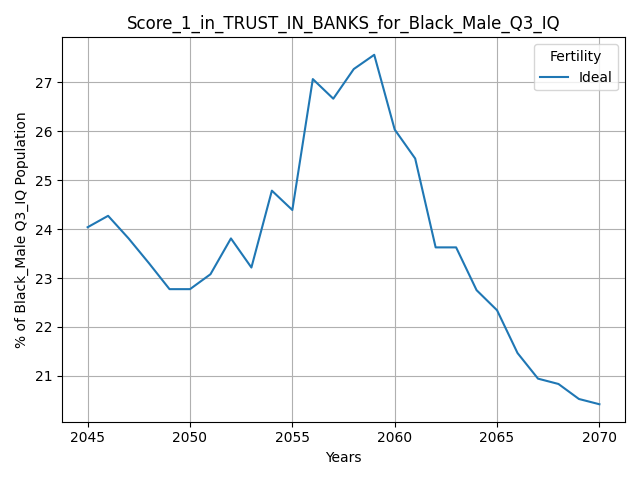 Score_1_in_TRUST_IN_BANKS_for_Black_Male_Q3_IQ
Fertility
Ideal
% of Black_Male Q3_IQ Population
27
26
25
24
23
22
21
2045 2050 2055 2060 2065 2070
Years